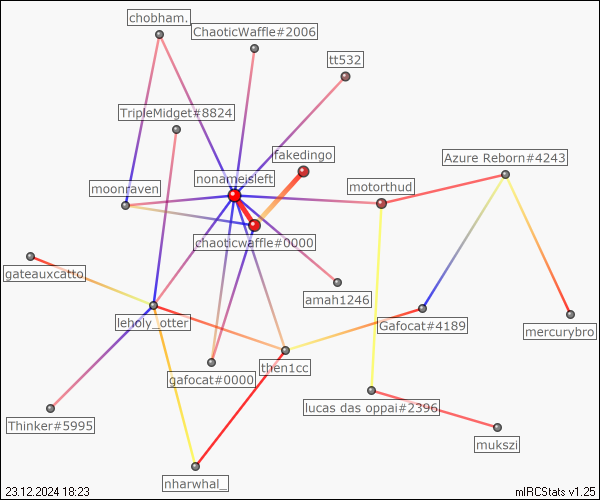 chobham.
ChaoticWaffle#2006
tt532
TripleMidget#8824
fakedingo
Azure Reborn#4243
nonameisleft
moonraven
motorthud
chaoticwaffle#0000
gateauxcatto
amah1246
leholy_otter
Gafocat#4189
mercurybro
then1cc
gafocat#0000
lucas das oppai#2396
Thinker#5995
mukszi
nharwhal_
23.12.2024 18:23
mIRCStats v1.25